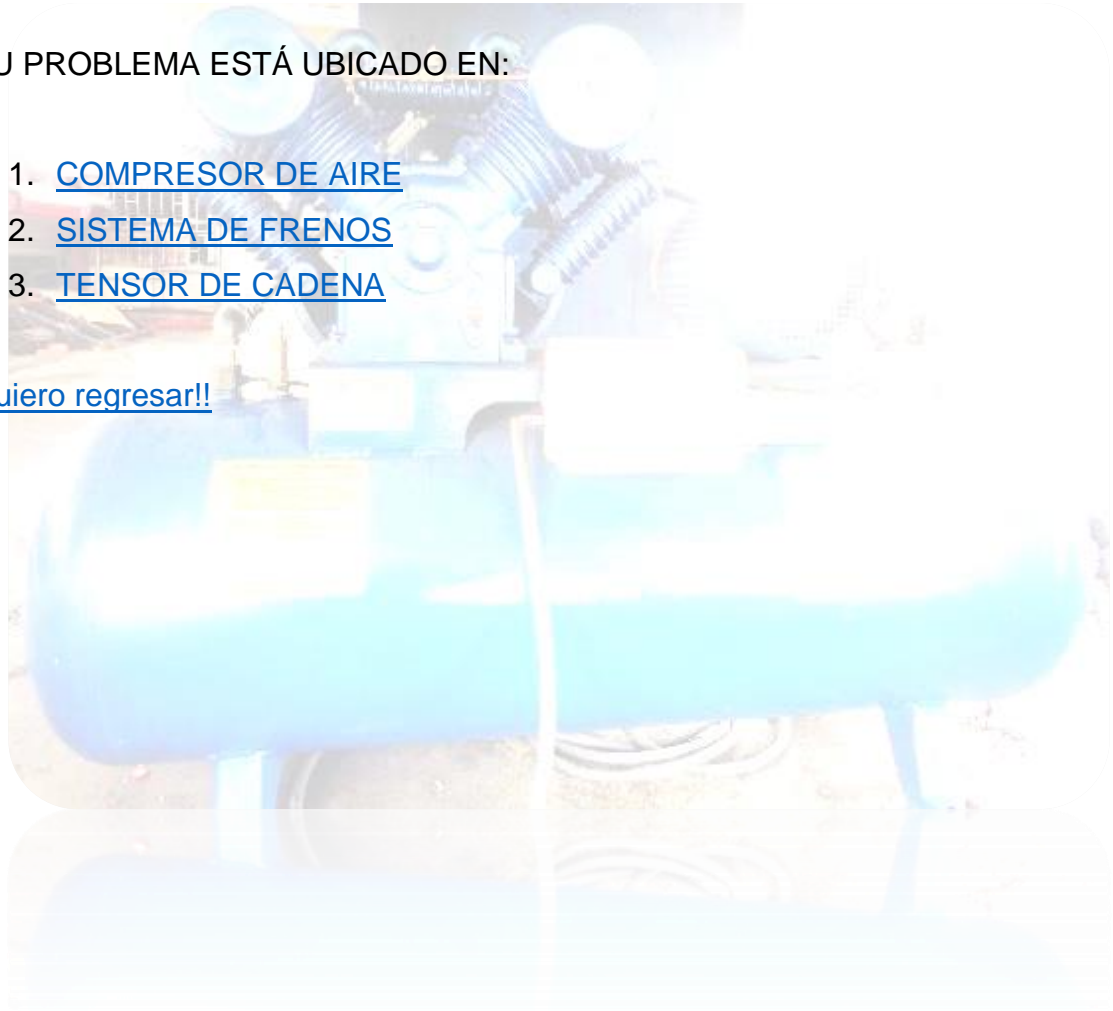 U PROBLEMA ESTÁ UBICADO EN:
1. COMPRESOR DE AIRE
2. SISTEMA DE FRENOS
3. TENSOR DE CADENA
uiero regresar!!